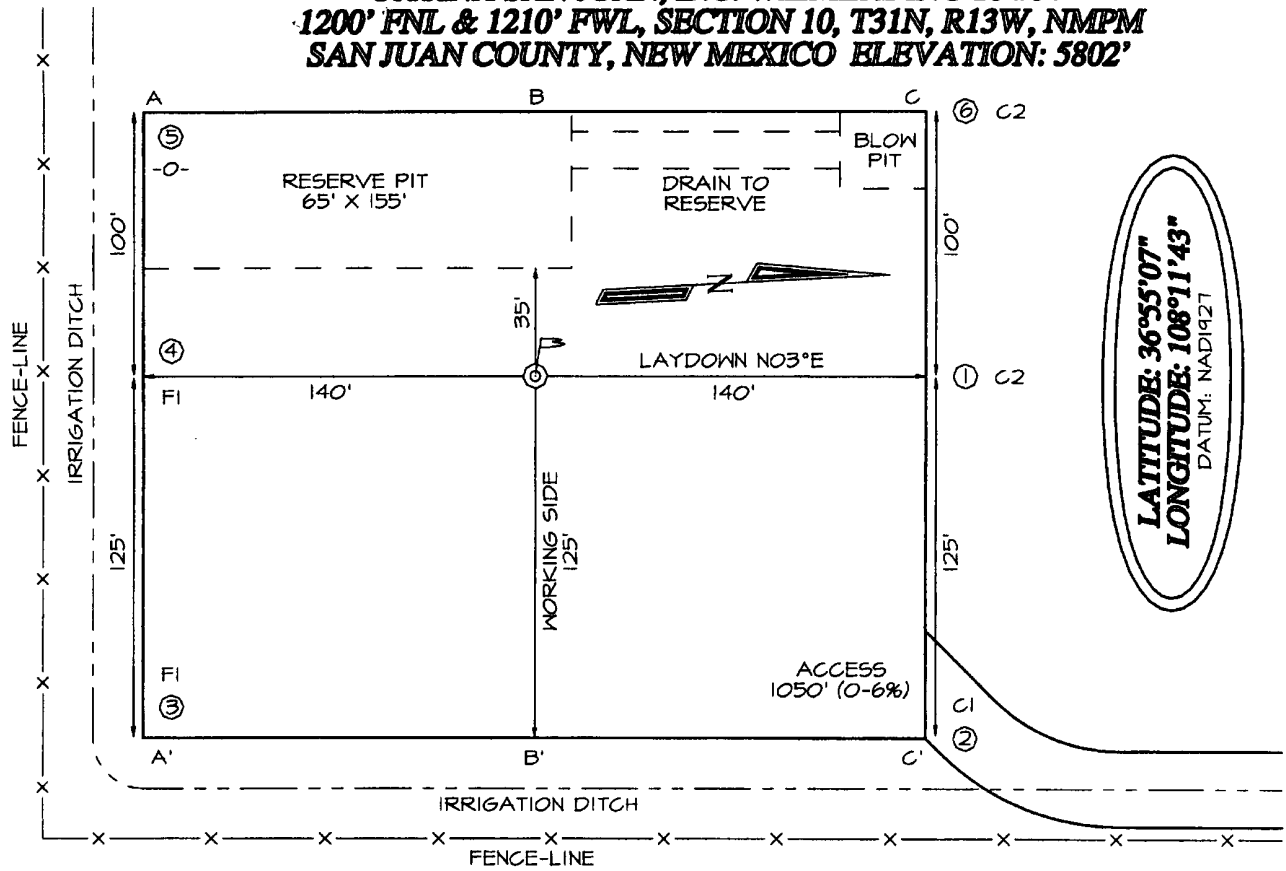 1200' FNL & 1210' FWL, SECTION 10, T31N, R13W, NMPM
SAN JUAN COUNTY, NEW MEXICO ELEVATION: 5802'
A
B
C
5
-0-
RESERVE PIT
65' X 155'
DRAIN TO
RESERVE
BLOW
PIT
6 C2
100'
100'
FENCE-LINE
IRRIGATION DITCH
N
35'
4
F1
140'
LAYDOWN N03°E
140'
1 C2
LATITUDE: 36°55'07"
LONGITUDE: 108°11'43"
DATUM: NAD1927
125'
WORKING SIDE
125'
125'
F1
3
ACCESS
1050' (0-6%)
C1
2
A'
B'
C'
IRRIGATION DITCH
FENCE-LINE